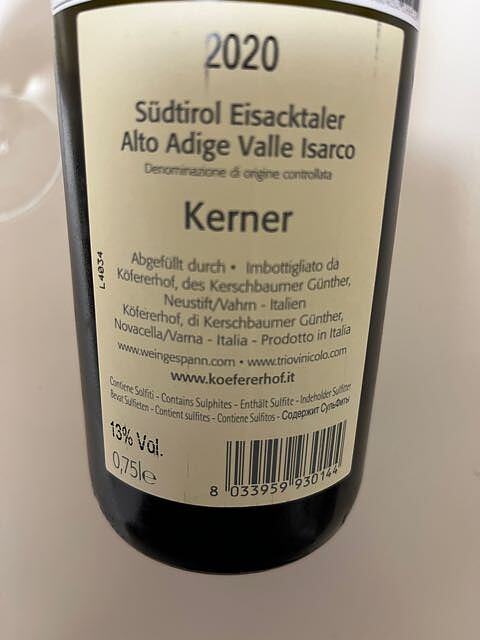 2020
Südtirol Eisacktaler
Alto Adige Valle Isarco
Denominazione di origine controllata
Kerner
Abgefüllt durch • Imbottigliato da
Köfererhof, des Kerschbaumer Günther,
Neustift/Vahrn - Italien
Köfererhof, di Kerschbaumer Günther,
Novacella/Varna - Italia - Prodotto in Italia
www.weingespann.com • www.triovinicolo.com
www.koefererhof.it
Contiene Solfiti - Contains Sulphites - Enthält Sulfite - Indeholder Sulfitter
Bevat Sulfieten - Contient sulfites - Contiene Sulfitos - Содержит Сульфиты
L4034
13% Vol.
0,75l℮
8 033959 930144